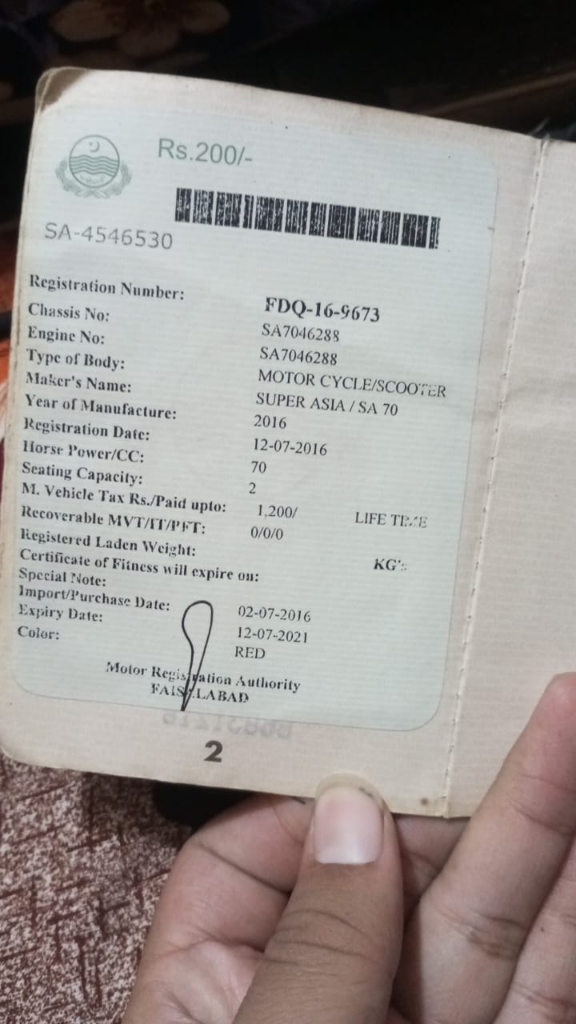 Rs.200/-
SA-4546530
Registration Number: FDQ-16-9673
Chassis No: SA7046288
Engine No: SA7046288
Type of Body: MOTOR CYCLE/SCOOTER
Maker's Name: SUPER ASIA / SA 70
Year of Manufacture: 2016
Registration Date: 12-07-2016
Horse Power/CC: 70
Seating Capacity: 2
M. Vehicle Tax Rs./Paid upto: 1,200/ LIFE TIME
Recoverable MVT/IT/PFT: 0/0/0
Registered Laden Weight: KG's
Certificate of Fitness will expire on:
Special Note:
Import/Purchase Date: 02-07-2016
Expiry Date: 12-07-2021
Color: RED
Motor Registration Authority
FAISALABAD
2